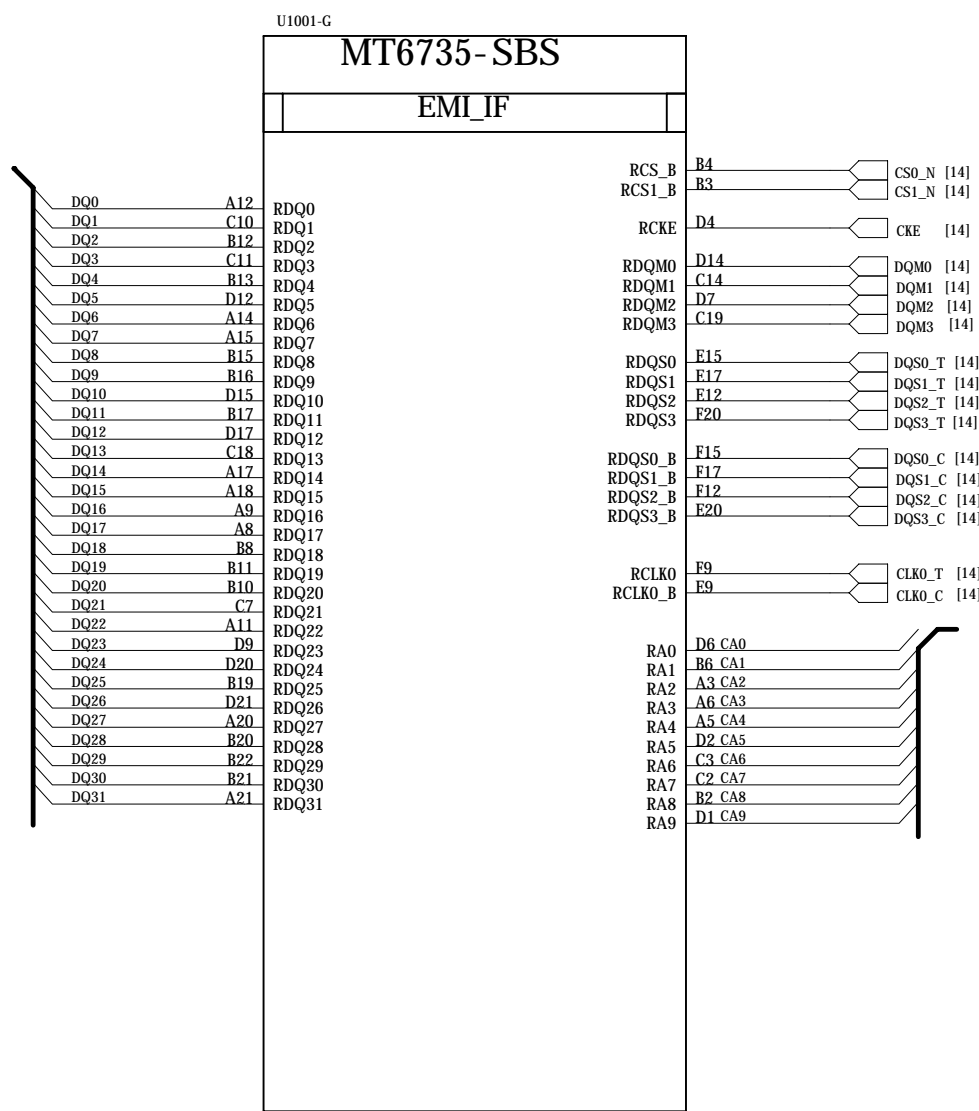 U1001-G
MT6735-SBS
EMI_IF
DQ0 A12 RDQ0
DQ1 C10 RDQ1
DQ2 B12 RDQ2
DQ3 C11 RDQ3
DQ4 B13 RDQ4
DQ5 D12 RDQ5
DQ6 A14 RDQ6
DQ7 A15 RDQ7
DQ8 B15 RDQ8
DQ9 B16 RDQ9
DQ10 D15 RDQ10
DQ11 B17 RDQ11
DQ12 D17 RDQ12
DQ13 C18 RDQ13
DQ14 A17 RDQ14
DQ15 A18 RDQ15
DQ16 A9 RDQ16
DQ17 A8 RDQ17
DQ18 B8 RDQ18
DQ19 B11 RDQ19
DQ20 B10 RDQ20
DQ21 C7 RDQ21
DQ22 A11 RDQ22
DQ23 D9 RDQ23
DQ24 D20 RDQ24
DQ25 B19 RDQ25
DQ26 D21 RDQ26
DQ27 A20 RDQ27
DQ28 B20 RDQ28
DQ29 B22 RDQ29
DQ30 B21 RDQ30
DQ31 A21 RDQ31
RCS_B B4 CS0_N [14]
RCS1_B B3 CS1_N [14]
RCKE D4 CKE [14]
RDQM0 D14 DQM0 [14]
RDQM1 C14 DQM1 [14]
RDQM2 D7 DQM2 [14]
RDQM3 C19 DQM3 [14]
RDQS0 E15 DQS0_T [14]
RDQS1 E17 DQS1_T [14]
RDQS2 E12 DQS2_T [14]
RDQS3 F20 DQS3_T [14]
RDQS0_B F15 DQS0_C [14]
RDQS1_B F17 DQS1_C [14]
RDQS2_B F12 DQS2_C [14]
RDQS3_B E20 DQS3_C [14]
RCLK0 F9 CLK0_T [14]
RCLK0_B E9 CLK0_C [14]
RA0 D6 CA0
RA1 B6 CA1
RA2 A3 CA2
RA3 A6 CA3
RA4 A5 CA4
RA5 D2 CA5
RA6 C3 CA6
RA7 C2 CA7
RA8 B2 CA8
RA9 D1 CA9